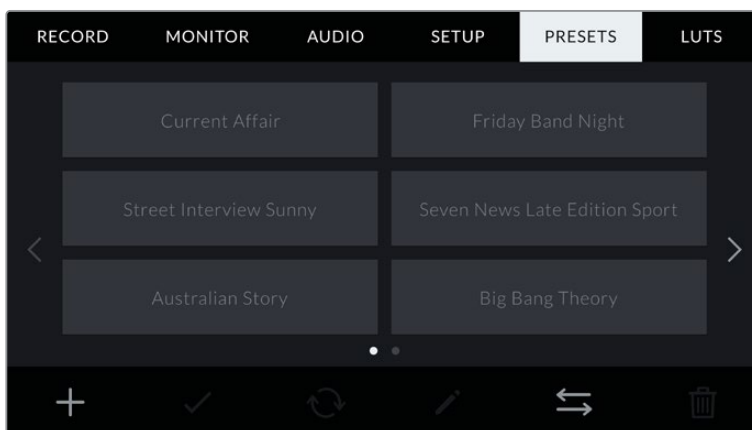 RECORD MONITOR AUDIO SETUP PRESETS LUTS
Current Affair Friday Band Night
Street Interview Sunny Seven News Late Edition Sport
Australian Story Big Bang Theory